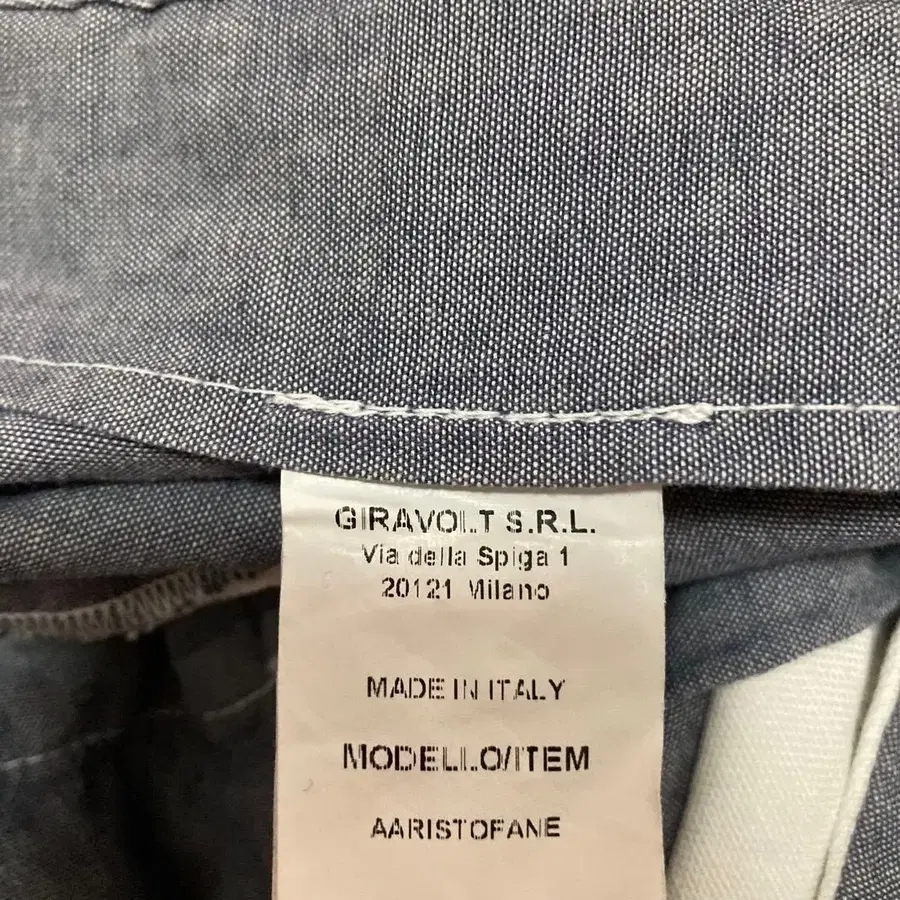 GIRAVOLT S.R.L.
Via della Spiga 1
20121 Milano
MADE IN ITALY
MODELLO/ITEM
AARISTOFANE